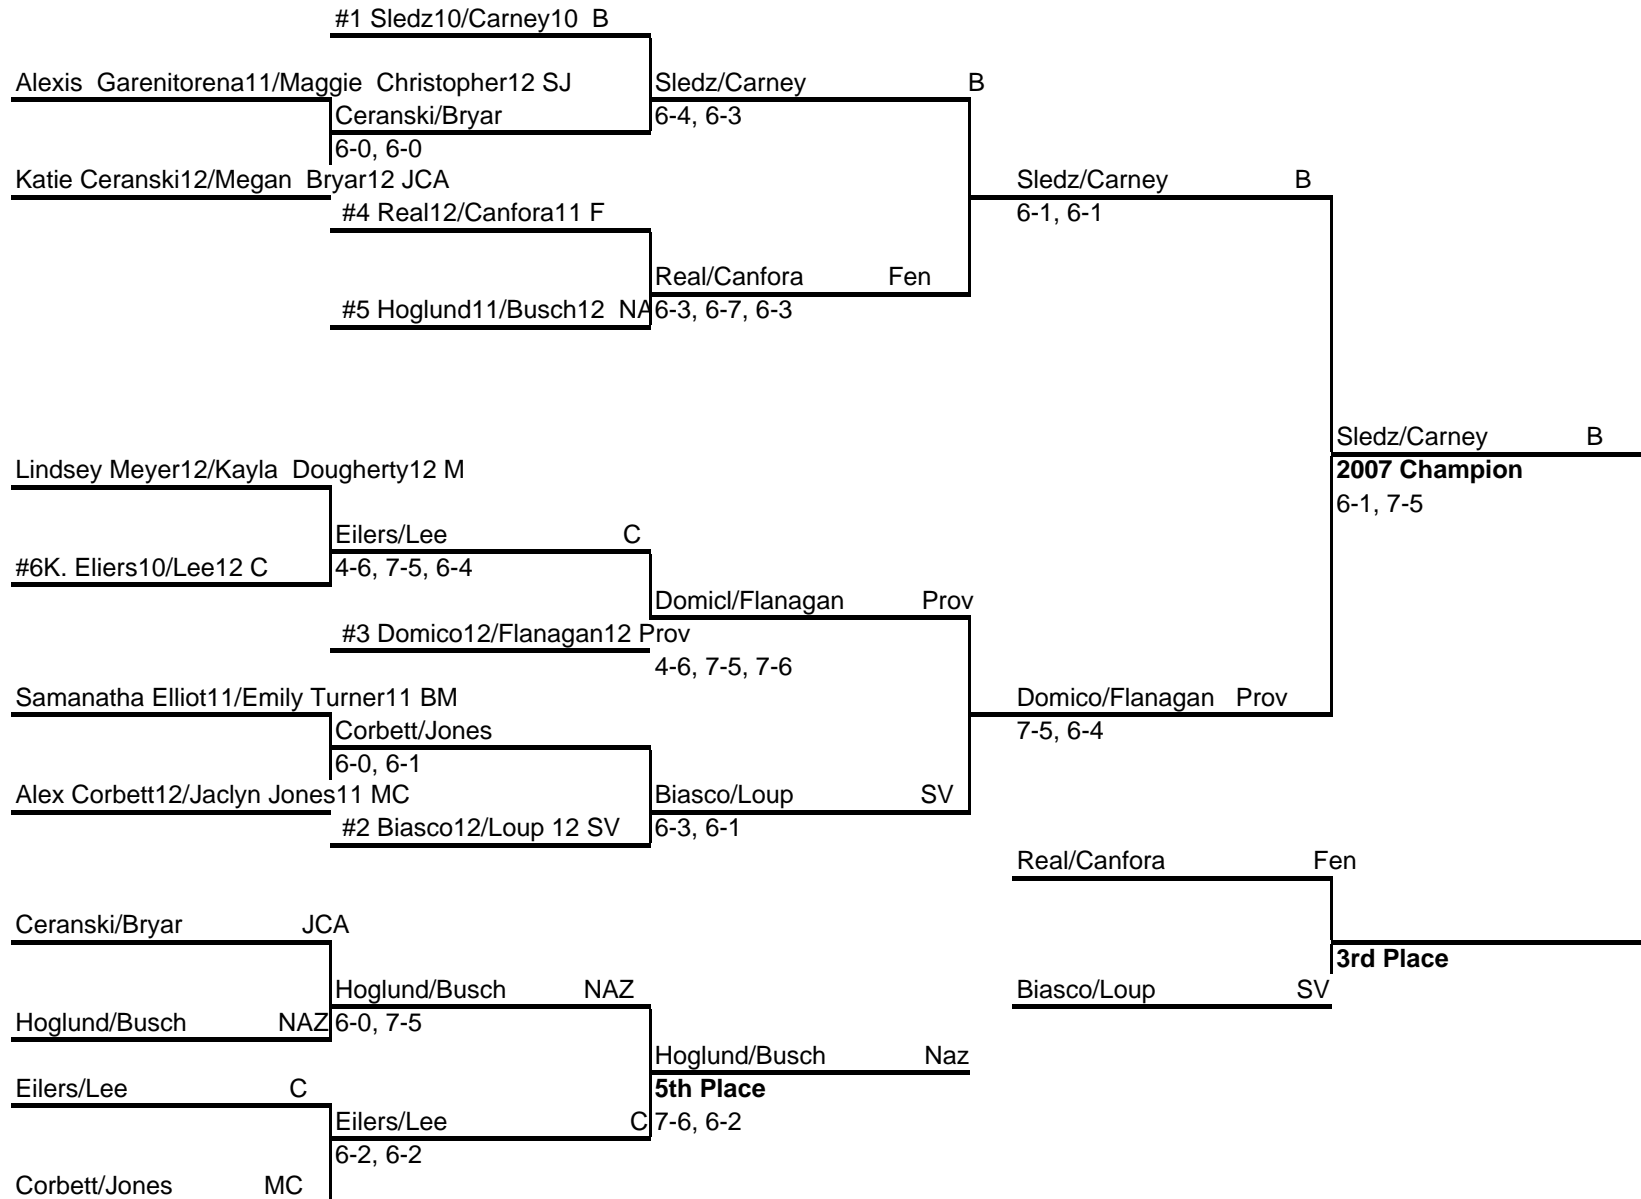 #1 Sledz10/Carney10 B
Alexis Garenitorena11/Maggie Christopher12 SJ
Sledz/Carney B
Ceranski/Bryar
6-4, 6-3
6-0, 6-0
Katie Ceranski12/Megan Bryar12 JCA
Sledz/Carney B
#4 Real12/Canfora11 F
6-1, 6-1
Real/Canfora Fen
#5 Hoglund11/Busch12 NA
6-3, 6-7, 6-3
Sledz/Carney B
Lindsey Meyer12/Kayla Dougherty12 M
2007 Champion
6-1, 7-5
Eilers/Lee C
#6K. Eliers10/Lee12 C
4-6, 7-5, 6-4
Domicl/Flanagan Prov
#3 Domico12/Flanagan12 Prov
4-6, 7-5, 7-6
Samanatha Elliot11/Emily Turner11 BM
Domico/Flanagan Prov
Corbett/Jones
7-5, 6-4
6-0, 6-1
Alex Corbett12/Jaclyn Jones11 MC
Biasco/Loup SV
#2 Biasco12/Loup 12 SV
6-3, 6-1
Real/Canfora Fen
Ceranski/Bryar JCA
3rd Place
Hoglund/Busch NAZ
Biasco/Loup SV
Hoglund/Busch NAZ
6-0, 7-5
Hoglund/Busch Naz
Eilers/Lee C
5th Place
Eilers/Lee C
7-6, 6-2
6-2, 6-2
Corbett/Jones MC